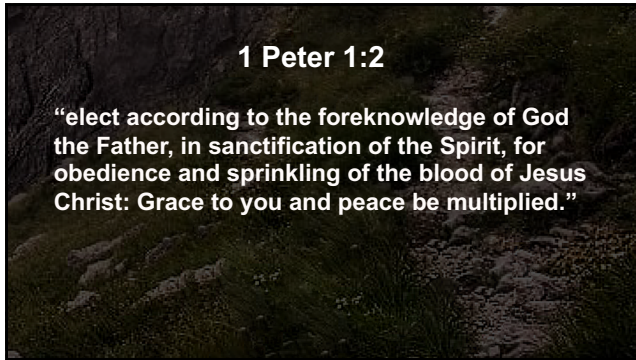 1 Peter 1:2
“elect according to the foreknowledge of God
the Father, in sanctification of the Spirit, for
obedience and sprinkling of the blood of Jesus
Christ: Grace to you and peace be multiplied.”